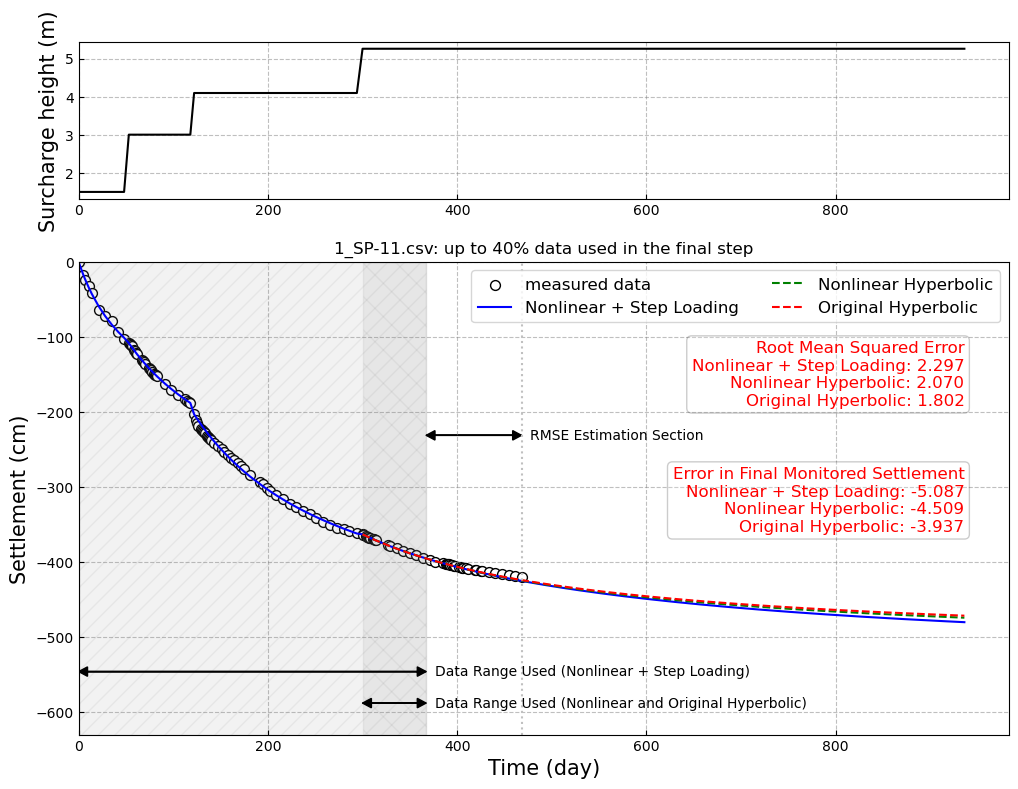 Surcharge height (m)
5
4
3
2
0
200
400
600
800
1_SP-11.csv: up to 40% data used in the final step
measured data
Nonlinear + Step Loading
Nonlinear Hyperbolic
Original Hyperbolic
Root Mean Squared Error
Nonlinear + Step Loading: 2.297
Nonlinear Hyperbolic: 2.070
Original Hyperbolic: 1.802
RMSE Estimation Section
Error in Final Monitored Settlement
Nonlinear + Step Loading: -5.087
Nonlinear Hyperbolic: -4.509
Original Hyperbolic: -3.937
Data Range Used (Nonlinear + Step Loading)
Data Range Used (Nonlinear and Original Hyperbolic)
Settlement (cm)
0
−100
−200
−300
−400
−500
−600
0
200
400
600
800
Time (day)